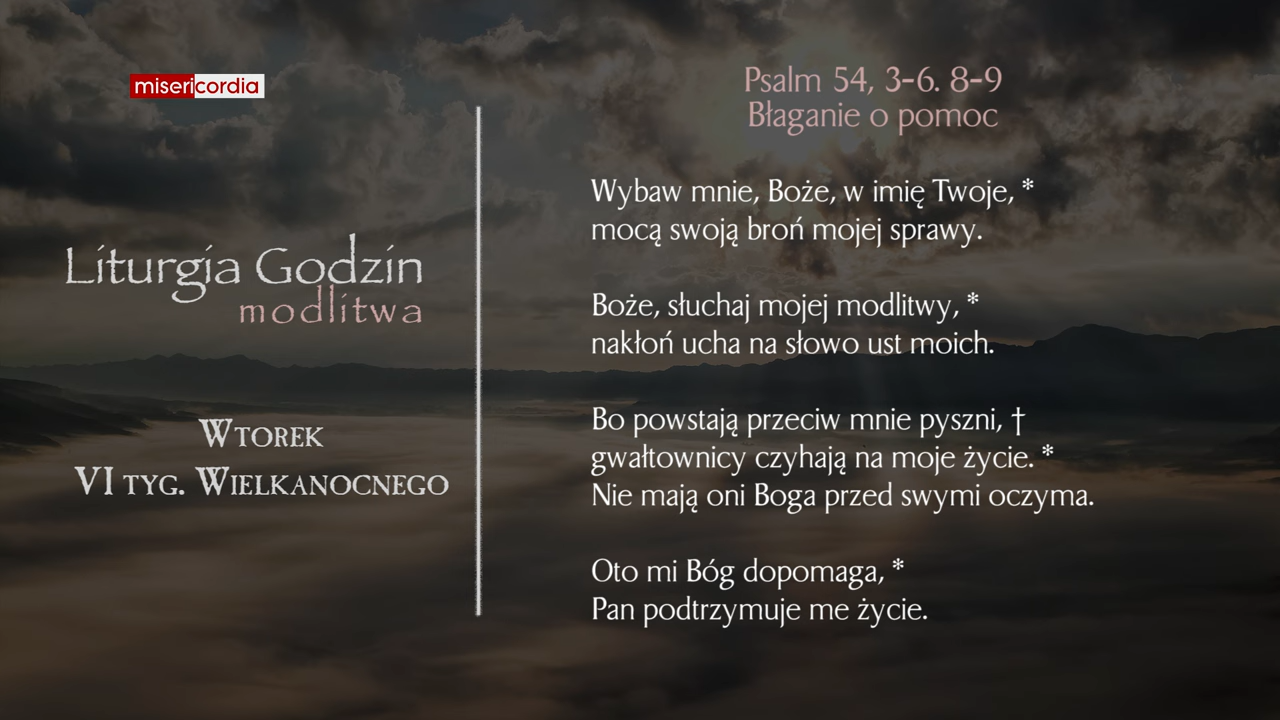 misericordia
Liturgia Godzin
modlitwa
Wtorek
VI tyg. Wielkanocnego
Psalm 54, 3-6. 8-9
Błaganie o pomoc
Wybaw mnie, Boże, w imię Twoje, *
mocą swoją broń mojej sprawy.
Boże, słuchaj mojej modlitwy, *
nakłoń ucha na słowo ust moich.
Bo powstają przeciw mnie pyszni, †
gwałtownicy czyhają na moje życie. *
Nie mają oni Boga przed swymi oczyma.
Oto mi Bóg dopomaga, *
Pan podtrzymuje me życie.